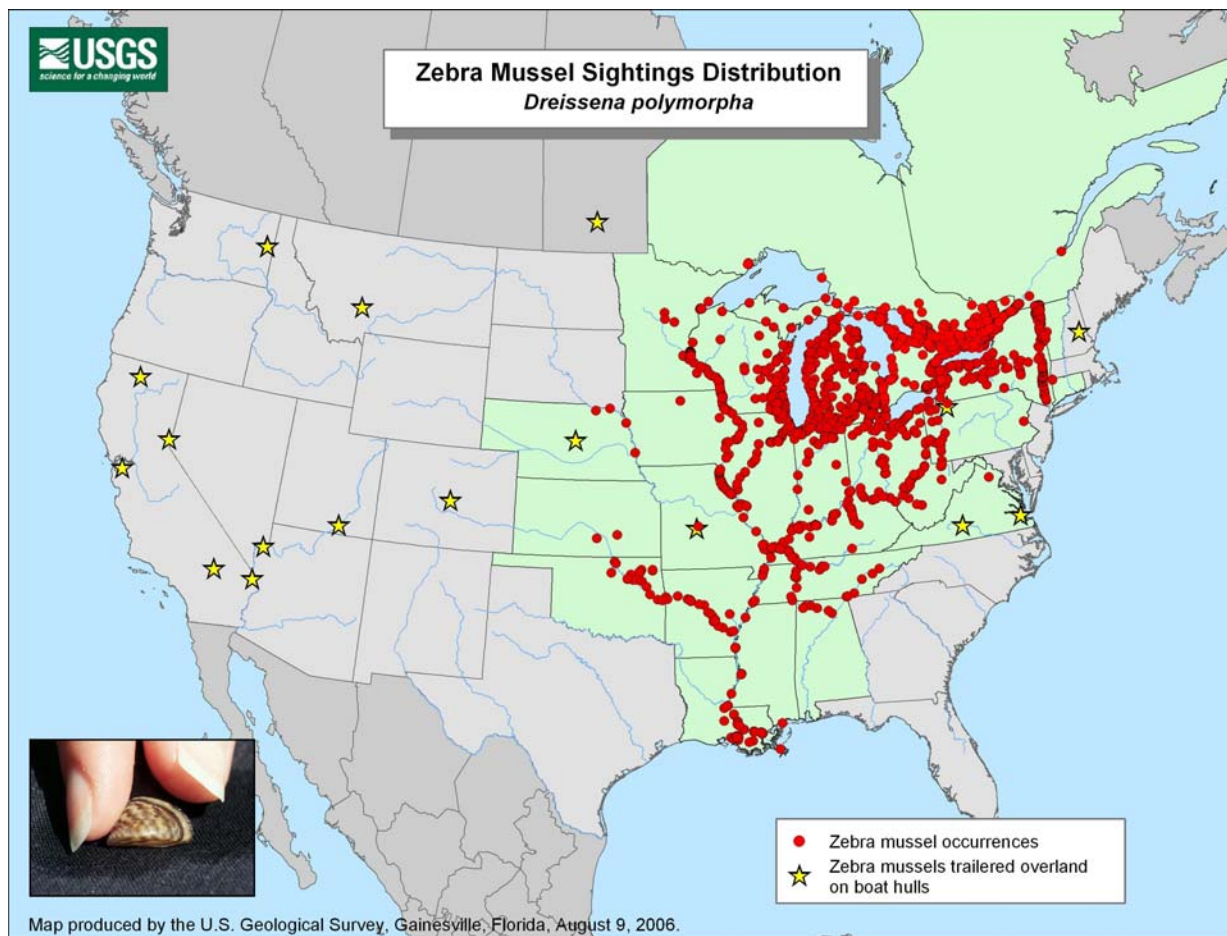 USGS
science for a changing world
Zebra Mussel Sightings Distribution
Dreissena polymorpha
Zebra mussel occurrences
Zebra mussels trailered overland
on boat hulls
Map produced by the U.S. Geological Survey, Gainesville, Florida, August 9, 2006.